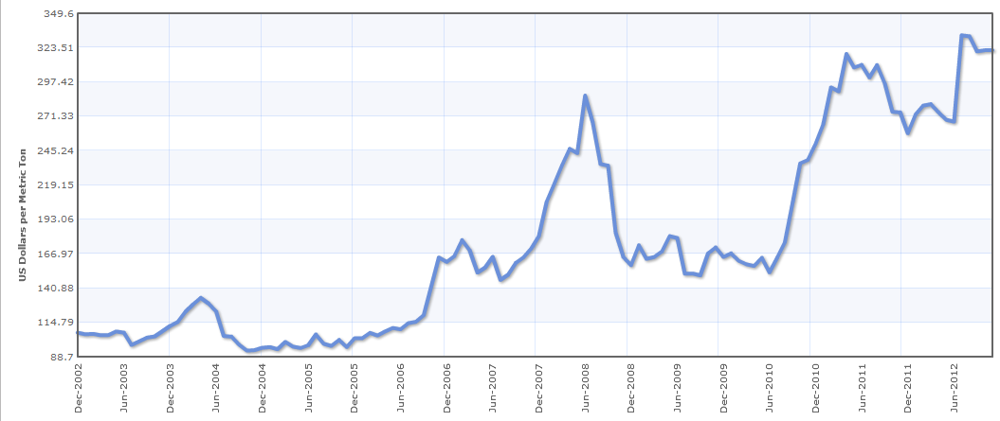 349.6
323.51
297.42
271.33
245.24
219.15
193.06
166.97
140.88
114.79
88.7
US Dollars per Metric Ton
Dec-2002
Jun-2003
Dec-2003
Jun-2004
Dec-2004
Jun-2005
Dec-2005
Jun-2006
Dec-2006
Jun-2007
Dec-2007
Jun-2008
Dec-2008
Jun-2009
Dec-2009
Jun-2010
Dec-2010
Jun-2011
Dec-2011
Jun-2012